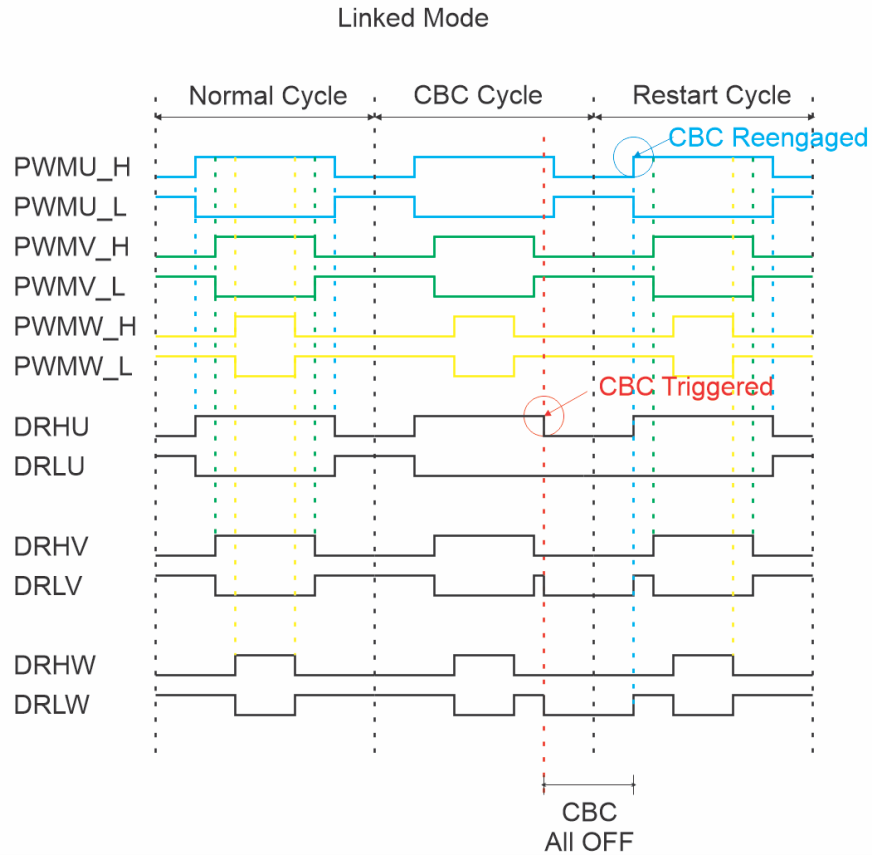 Linked Mode
Normal Cycle
CBC Cycle
Restart Cycle
CBC Reengaged
PWMU_H
PWMU_L
PWMV_H
PWMV_L
PWMW_H
PWMW_L
CBC Triggered
DRHU
DRLU
DRHV
DRLV
DRHW
DRLW
CBC
All OFF